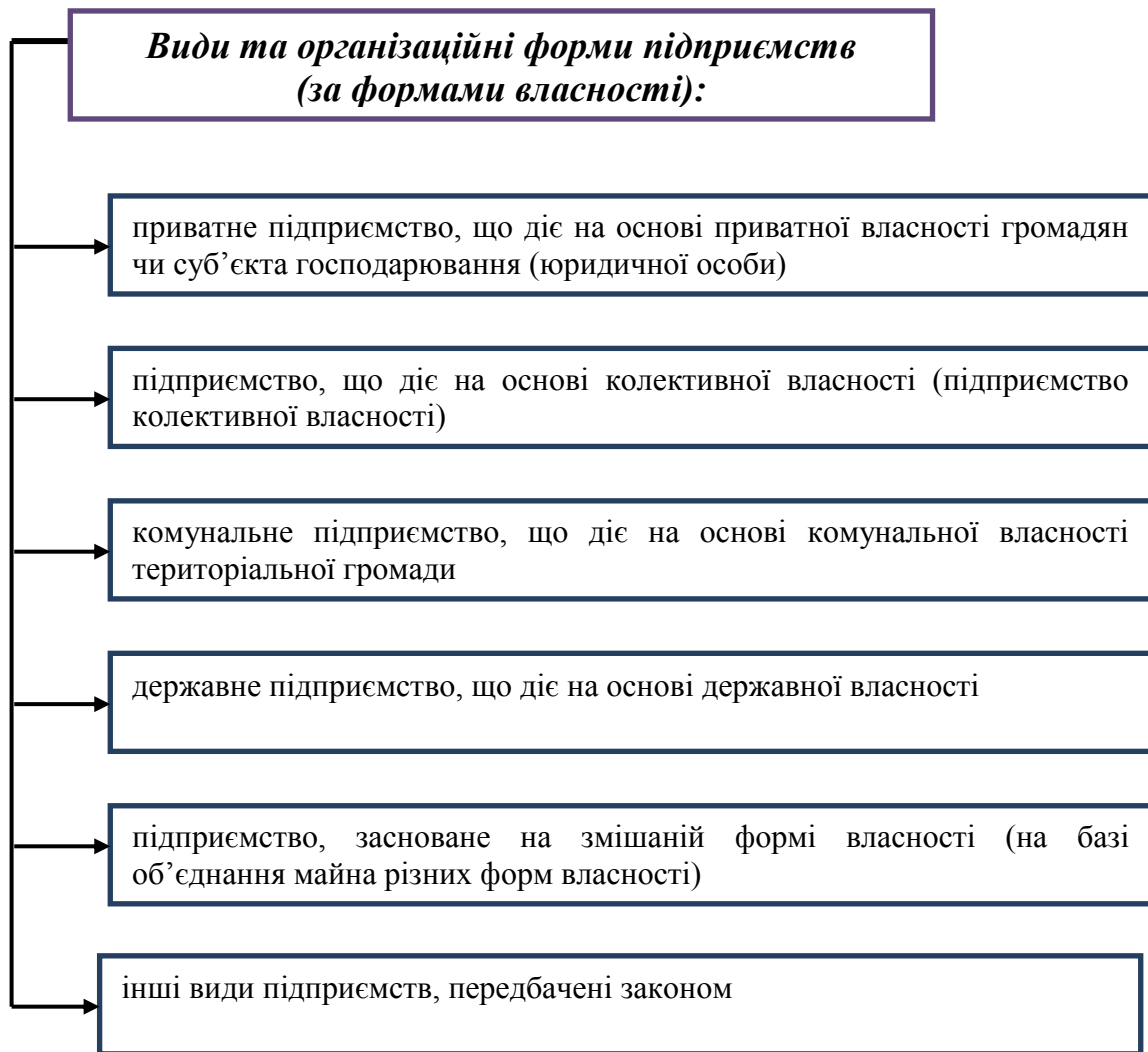 Види та організаційні форми підприємств
(за формами власності):
приватне підприємство, що діє на основі приватної власності громадян
чи суб’єкта господарювання (юридичної особи)
підприємство, що діє на основі колективної власності (підприємство
колективної власності)
комунальне підприємство, що діє на основі комунальної власності
територіальної громади
державне підприємство, що діє на основі державної власності
підприємство, засноване на змішаній формі власності (на базі
об’єднання майна різних форм власності)
інші види підприємств, передбачені законом